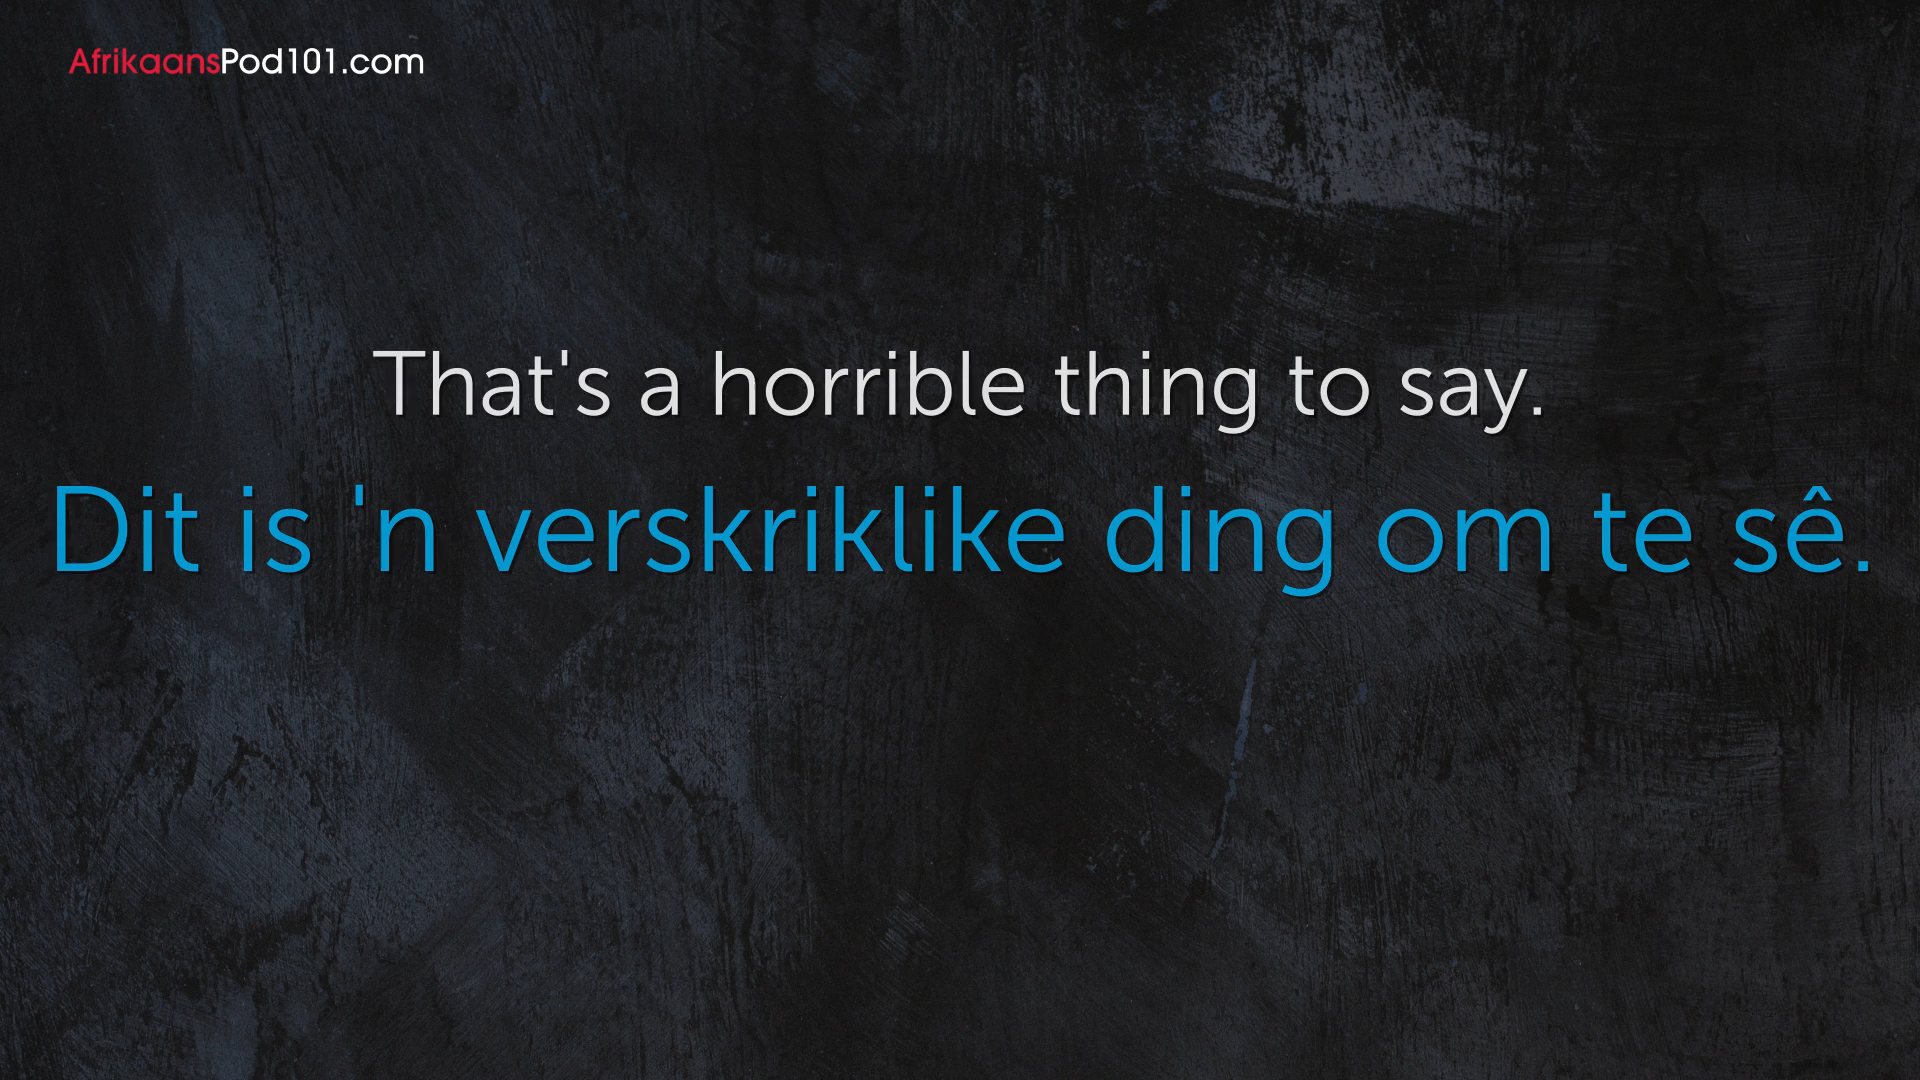 AfrikaansPod101.com
That's a horrible thing to say.
Dit is 'n verskriklike ding om te sê.